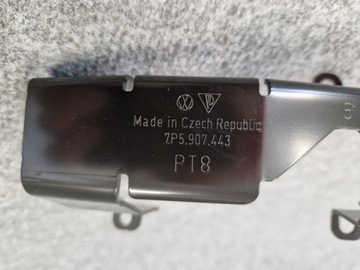 Made in Czech Republic
7P5.907.443
PT8